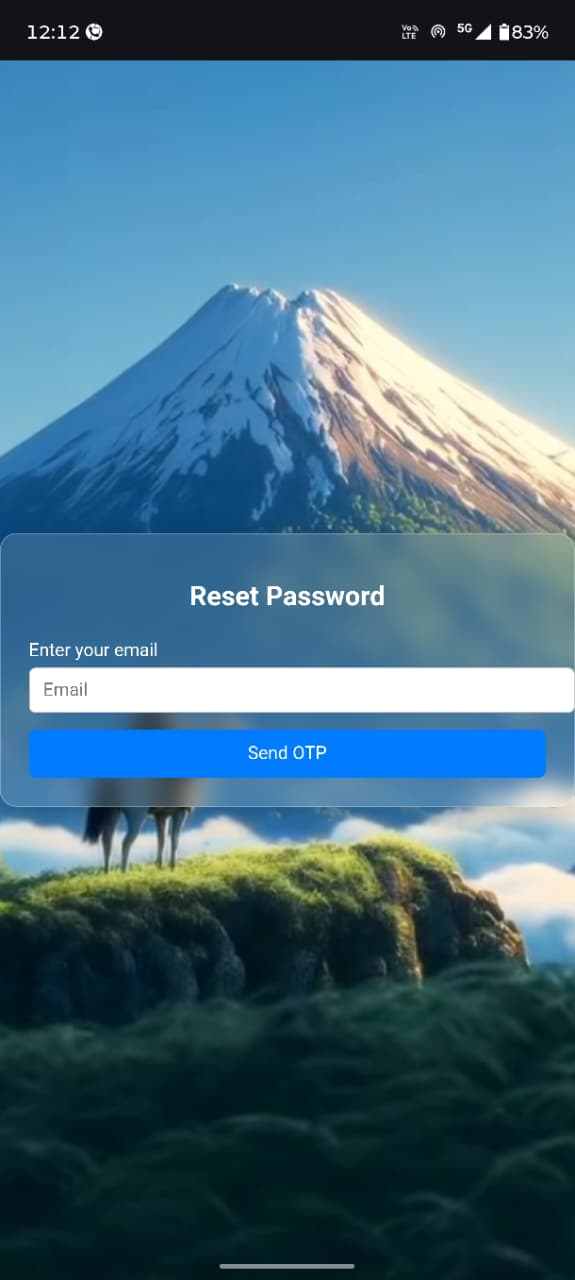 12:12
Vo LTE 5G 83%
Reset Password
Enter your email
Email
Send OTP